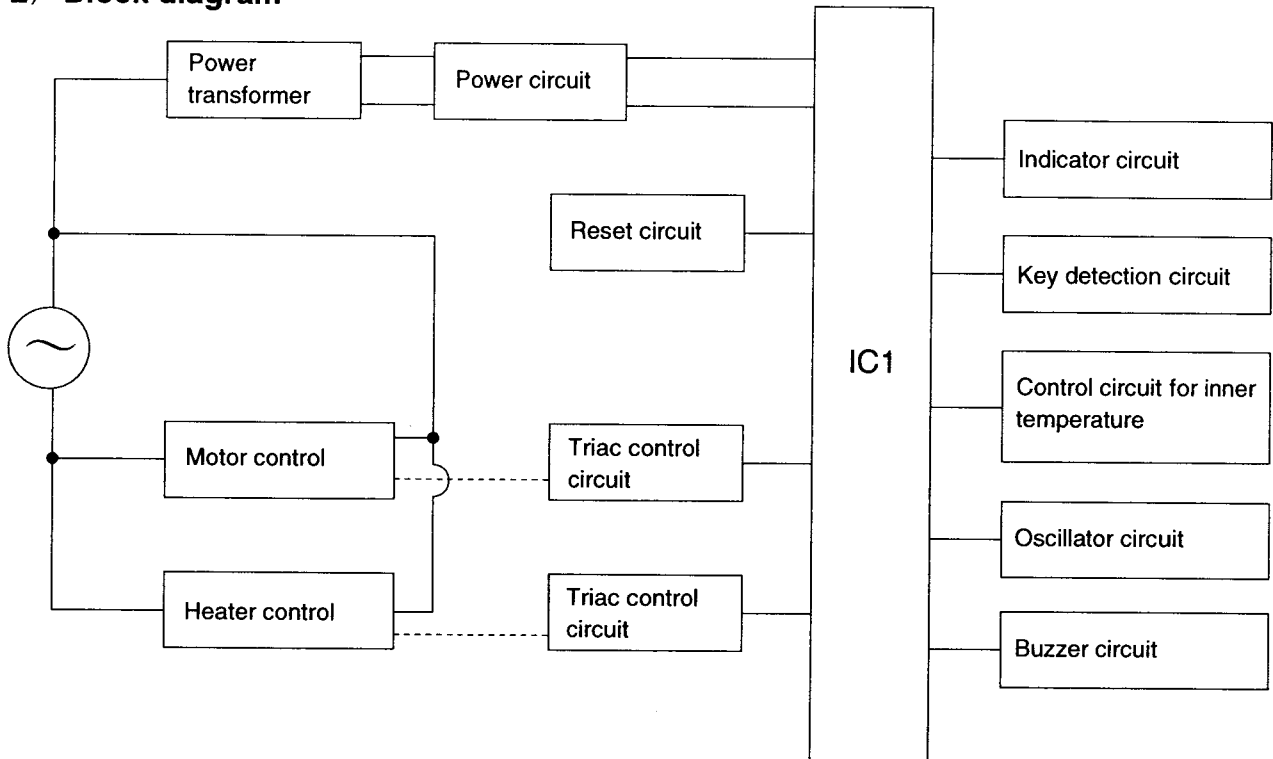 2) Block diagram
Power
transformer
Power circuit
Reset circuit
Motor control
Triac control
circuit
Heater control
Triac control
circuit
IC1
Indicator circuit
Key detection circuit
Control circuit for inner
temperature
Oscillator circuit
Buzzer circuit